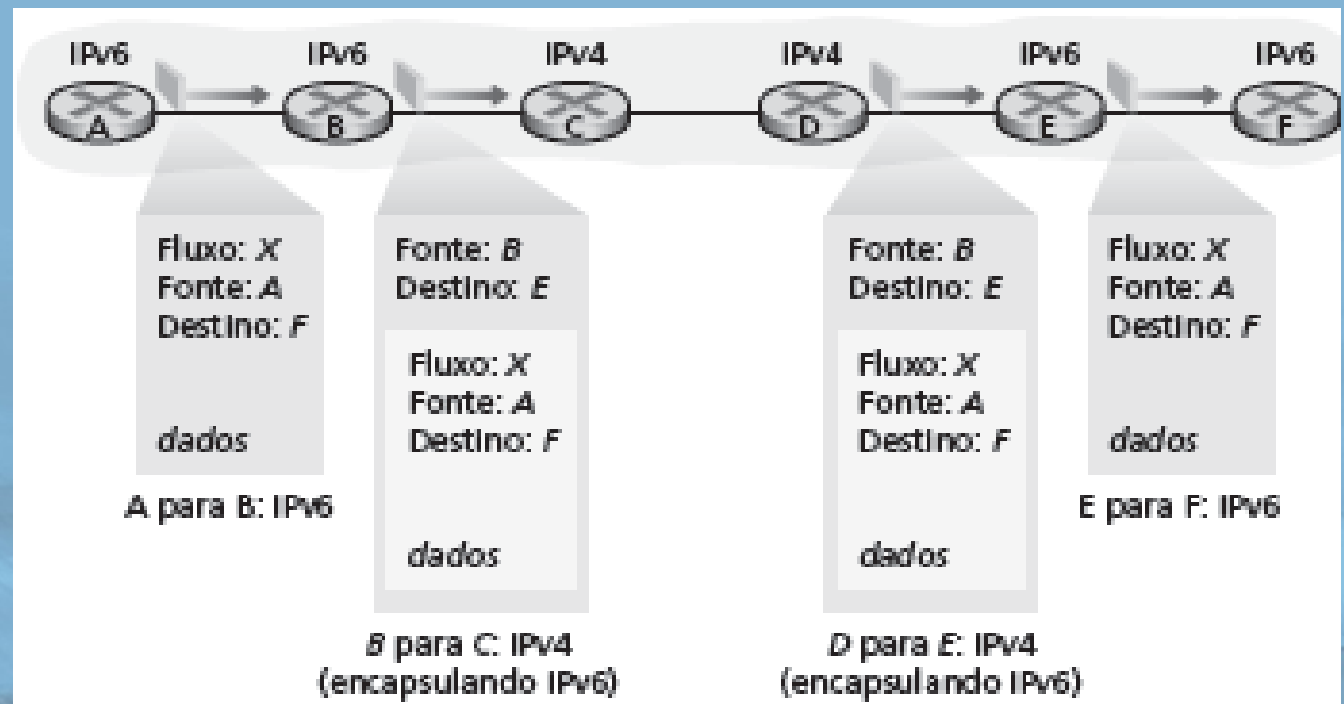 IPv6 IPv6 IPv4 IPv4 IPv6 IPv6
A B C D E F
Fluxo: X
Fonte: A
Destino: F
dados
A para B: IPv6
Fonte: B
Destino: E
Fluxo: X
Fonte: A
Destino: F
dados
B para C: IPv4
(encapsulando IPv6)
Fonte: B
Destino: E
Fluxo: X
Fonte: A
Destino: F
dados
D para E: IPv4
(encapsulando IPv6)
Fluxo: X
Fonte: A
Destino: F
dados
E para F: IPv6